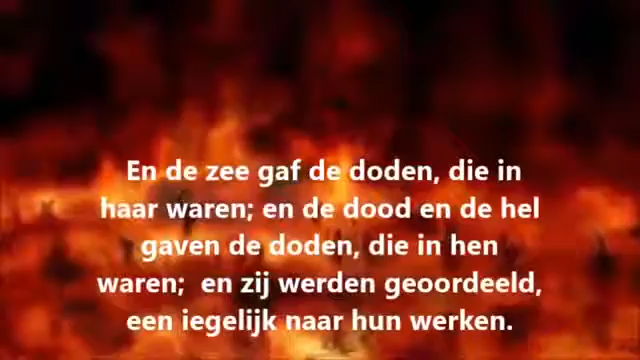 En de zee gaf de doden, die in
haar waren; en de dood en de hel
gaven de doden, die in hen
waren;  en zij werden geoordeeld,
een iegelijk naar hun werken.